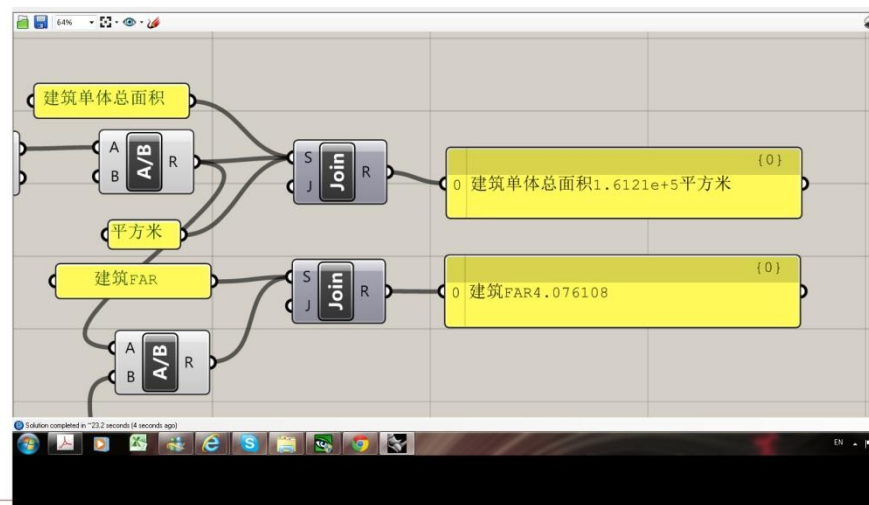 64%
建筑单体总面积
A
B
A/B
R
S
J
Join
R
{0}
0 建筑单体总面积1.6121e+5平方米
平方米
建筑FAR
S
J
Join
R
{0}
0 建筑FAR4.076108
A
B
A/B
R
Solution completed in ~23.2 seconds (4 seconds ago)
EN